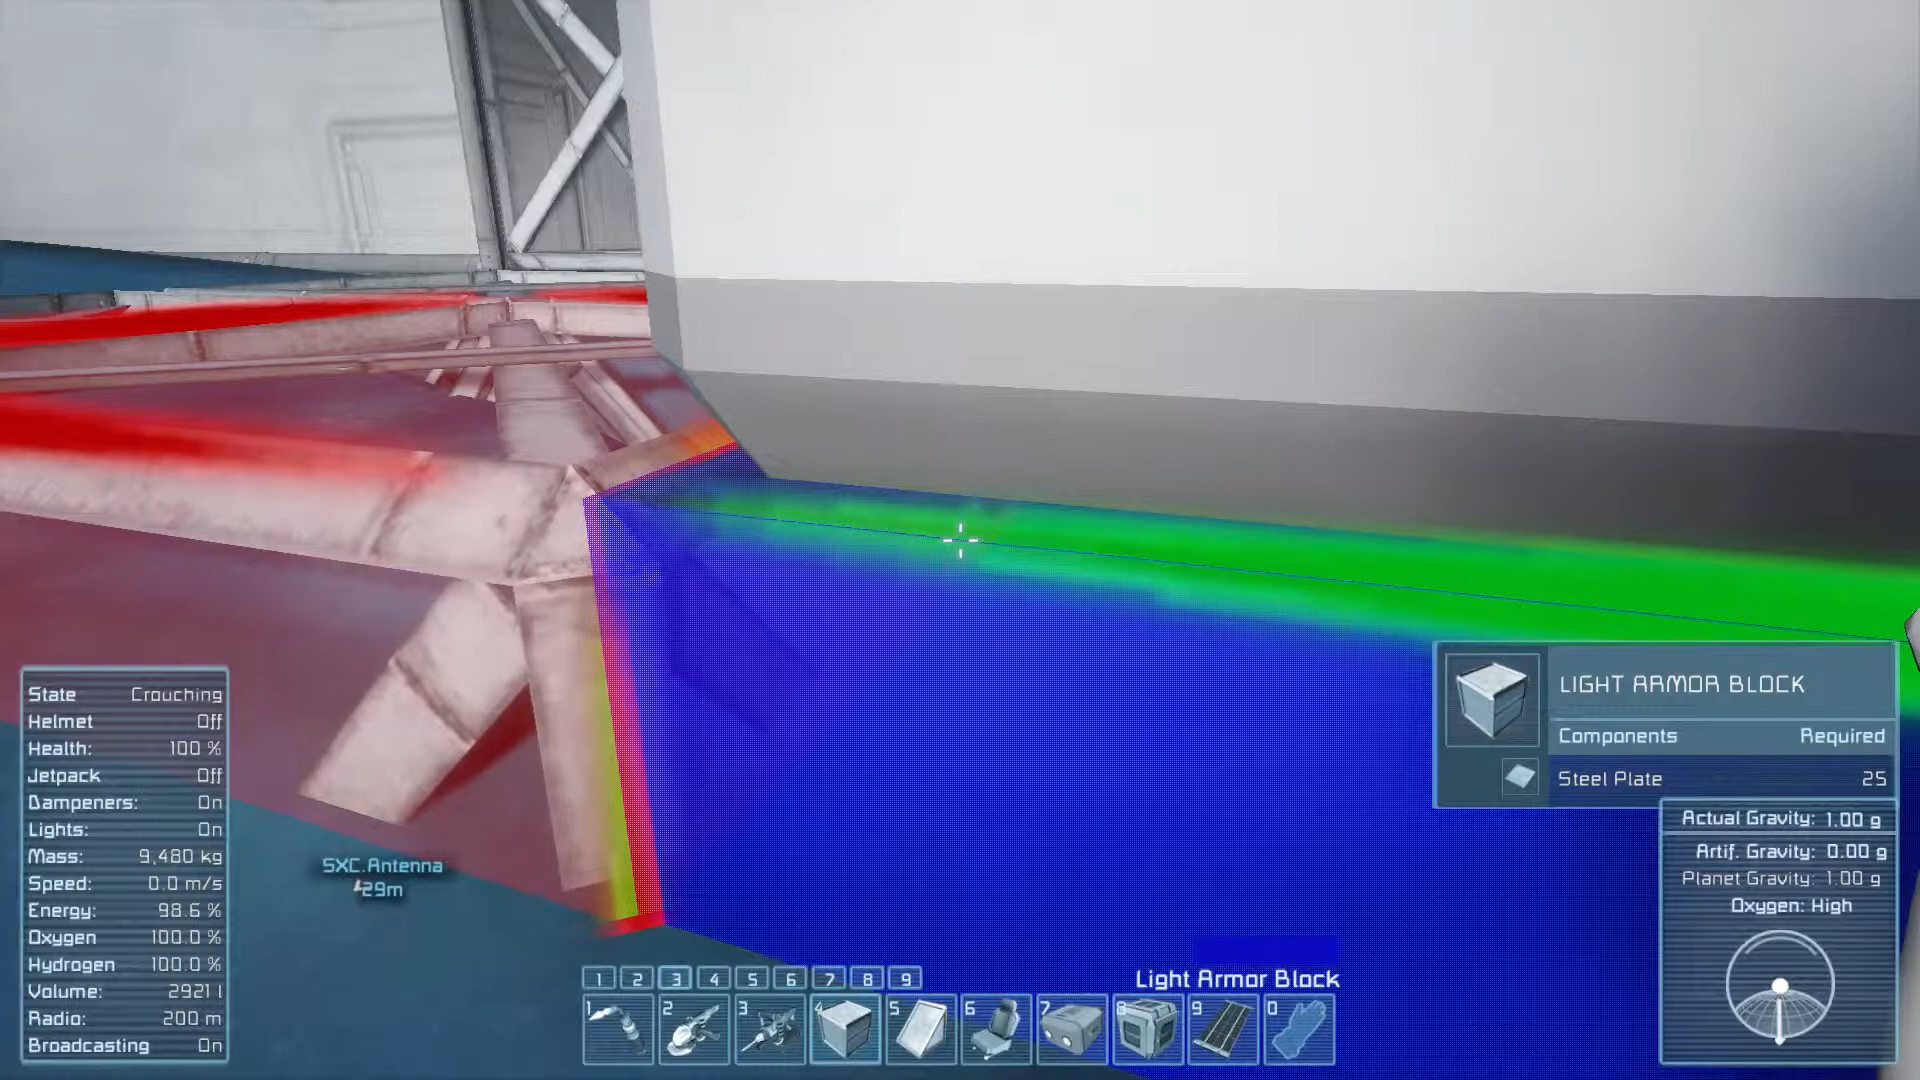 State Crouching
Helmet Off
Health: 100 %
Jetpack Off
Dampeners: On
Lights: On
Mass: 9,480 kg
Speed: 0.0 m/s
Energy: 98.6 %
Oxygen 100.0 %
Hydrogen 100.0 %
Volume: 2921 l
Radio: 200 m
Broadcasting On
SXC.Antenna
29m
LIGHT ARMOR BLOCK
Components Required
Steel Plate 25
Actual Gravity: 1.00 g
Artif. Gravity: 0.00 g
Planet Gravity: 1.00 g
Oxygen: High
Light Armor Block
1 2 3 4 5 6 7 8 9
1 2 3 4 5 6 7 8 9 0